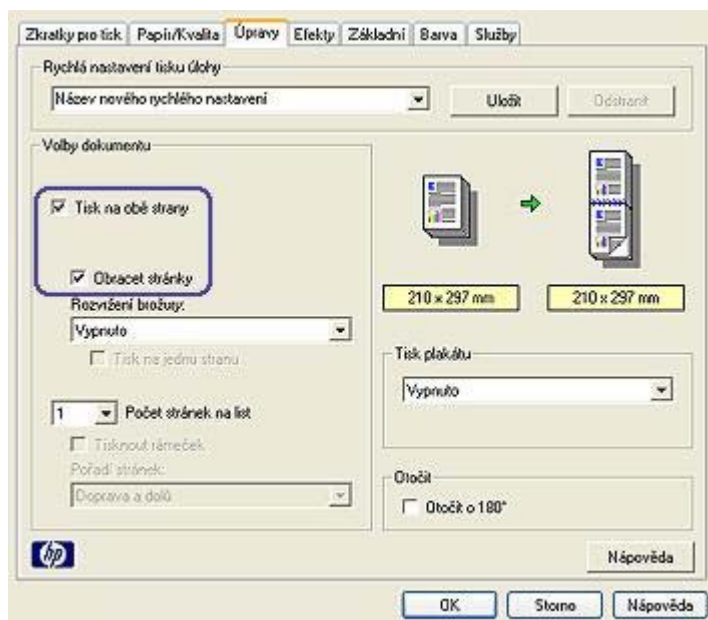 Zkratky pro tisk Papír/Kvalita Úpravy Efekty Základní Barva Služby
Rychlá nastavení tisku úlohy
Název nového rychlého nastavení Uložit Odstranit
Volby dokumentu
Tisk na obě strany
Obracet stránky
Rozvržení brožury:
Vypnuto
Tisk na jednu stranu
1 Počet stránek na list
Tisknout rámeček
Pořadí stránek:
Doprava a dolů
210 x 297 mm 210 x 297 mm
Tisk plakátu
Vypnuto
Otočit
Otočit o 180°
hp
Nápověda
OK Storno Nápověda